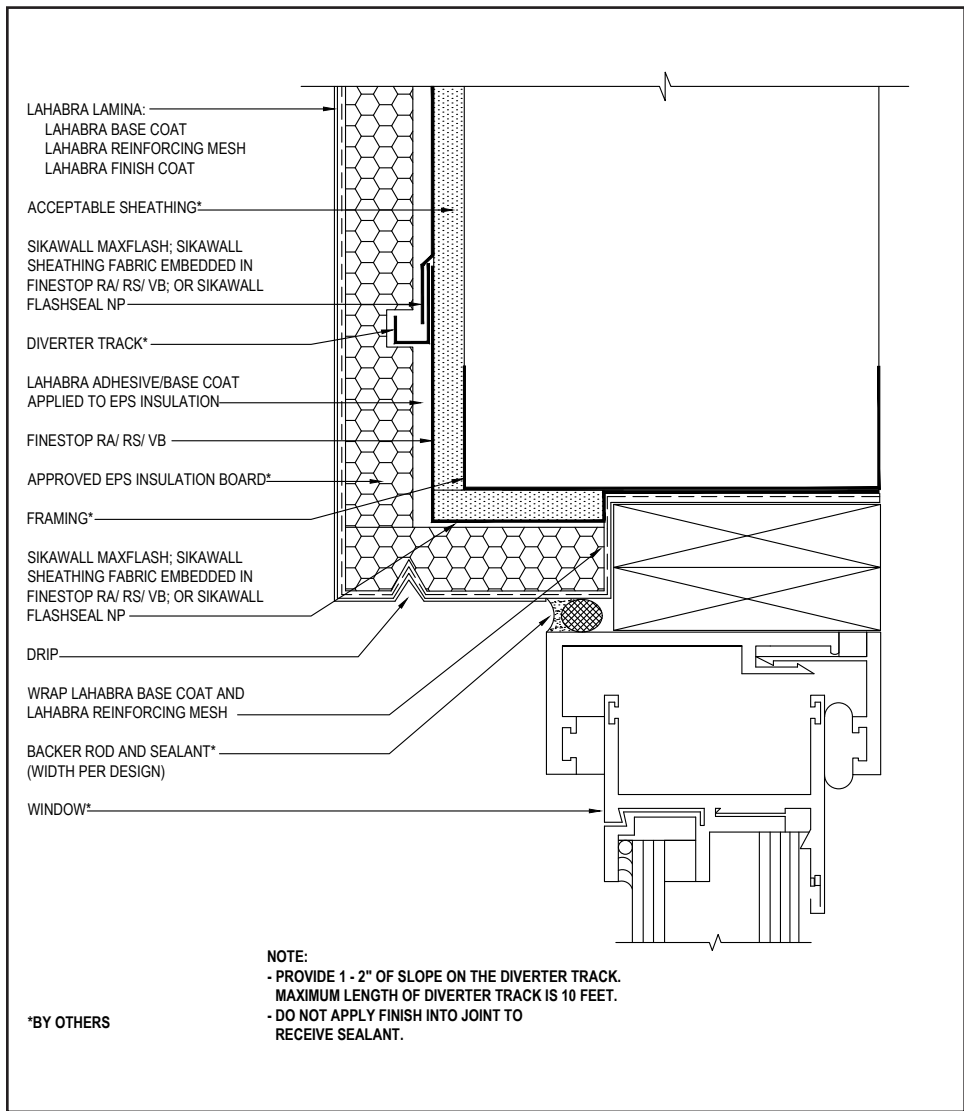 LAHABRA LAMINA:
LAHABRA BASE COAT
LAHABRA REINFORCING MESH
LAHABRA FINISH COAT
ACCEPTABLE SHEATHING*
SIKAWALL MAXFLASH; SIKAWALL
SHEATHING FABRIC EMBEDDED IN
FINESTOP RA/ RS/ VB; OR SIKAWALL
FLASHSEAL NP
DIVERTER TRACK*
LAHABRA ADHESIVE/BASE COAT
APPLIED TO EPS INSULATION
FINESTOP RA/ RS/ VB
APPROVED EPS INSULATION BOARD*
FRAMING*
SIKAWALL MAXFLASH; SIKAWALL
SHEATHING FABRIC EMBEDDED IN
FINESTOP RA/ RS/ VB; OR SIKAWALL
FLASHSEAL NP
DRIP
WRAP LAHABRA BASE COAT AND
LAHABRA REINFORCING MESH
BACKER ROD AND SEALANT*
(WIDTH PER DESIGN)
WINDOW*
NOTE:
- PROVIDE 1 - 2" OF SLOPE ON THE DIVERTER TRACK.
MAXIMUM LENGTH OF DIVERTER TRACK IS 10 FEET.
- DO NOT APPLY FINISH INTO JOINT TO
RECEIVE SEALANT.
*BY OTHERS